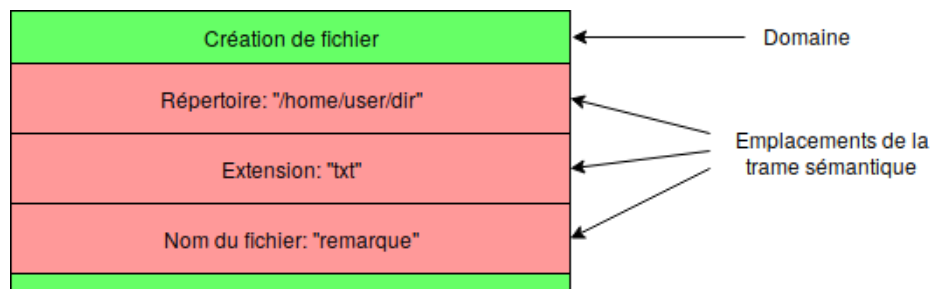 Création de fichier
Domaine
Répertoire: "/home/user/dir"
Extension: "txt"
Nom du fichier: "remarque"
Emplacements de la
trame sémantique